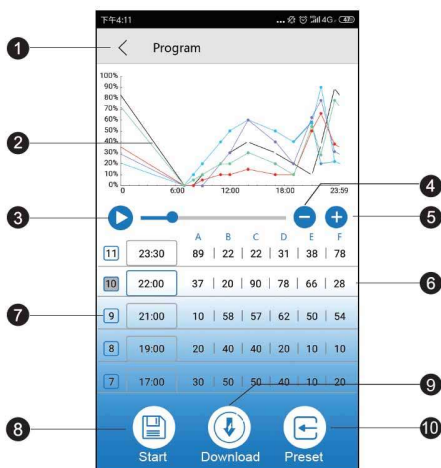 下午4:11 ... 4G 47
1 Program
100%
90%
80%
70%
60%
50%
40%
30%
20%
10%
0%
0 6:00 12:00 18:00 23:59
2
3
4
5
A B C D E F
11 23:30 89 | 22 | 22 | 31 | 38 | 78
10 22:00 37 | 20 | 90 | 78 | 66 | 28
6
7
9 21:00 10 | 58 | 57 | 62 | 50 | 54
8 19:00 20 | 40 | 40 | 20 | 10 | 10
7 17:00 30 | 50 | 50 | 40 | 10 | 20
8
9
10
Start Download Preset